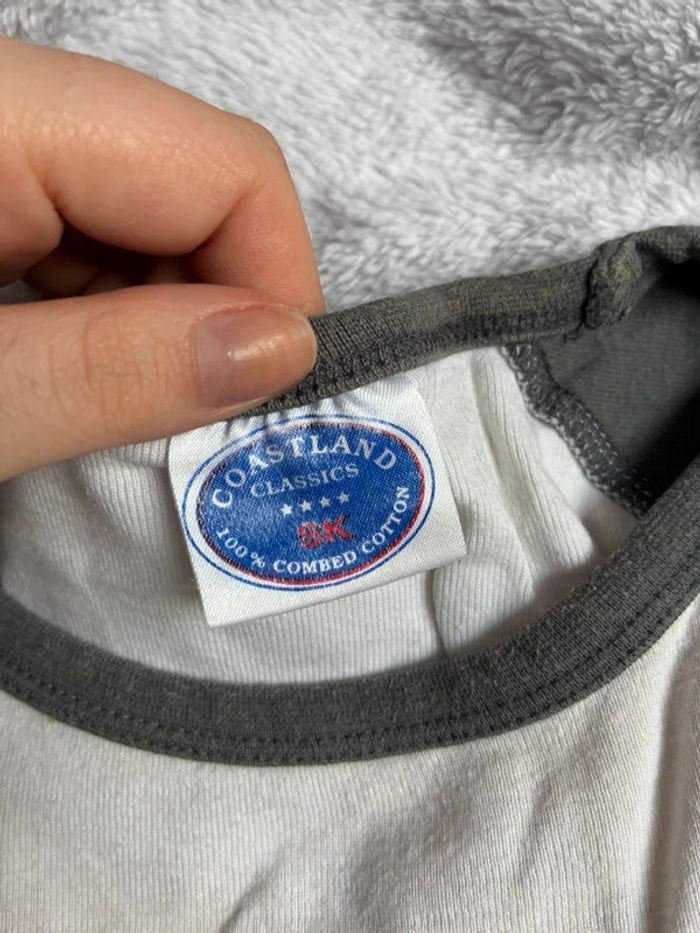 COASTLAND
CLASSICS
SK
100% COMBED COTTON